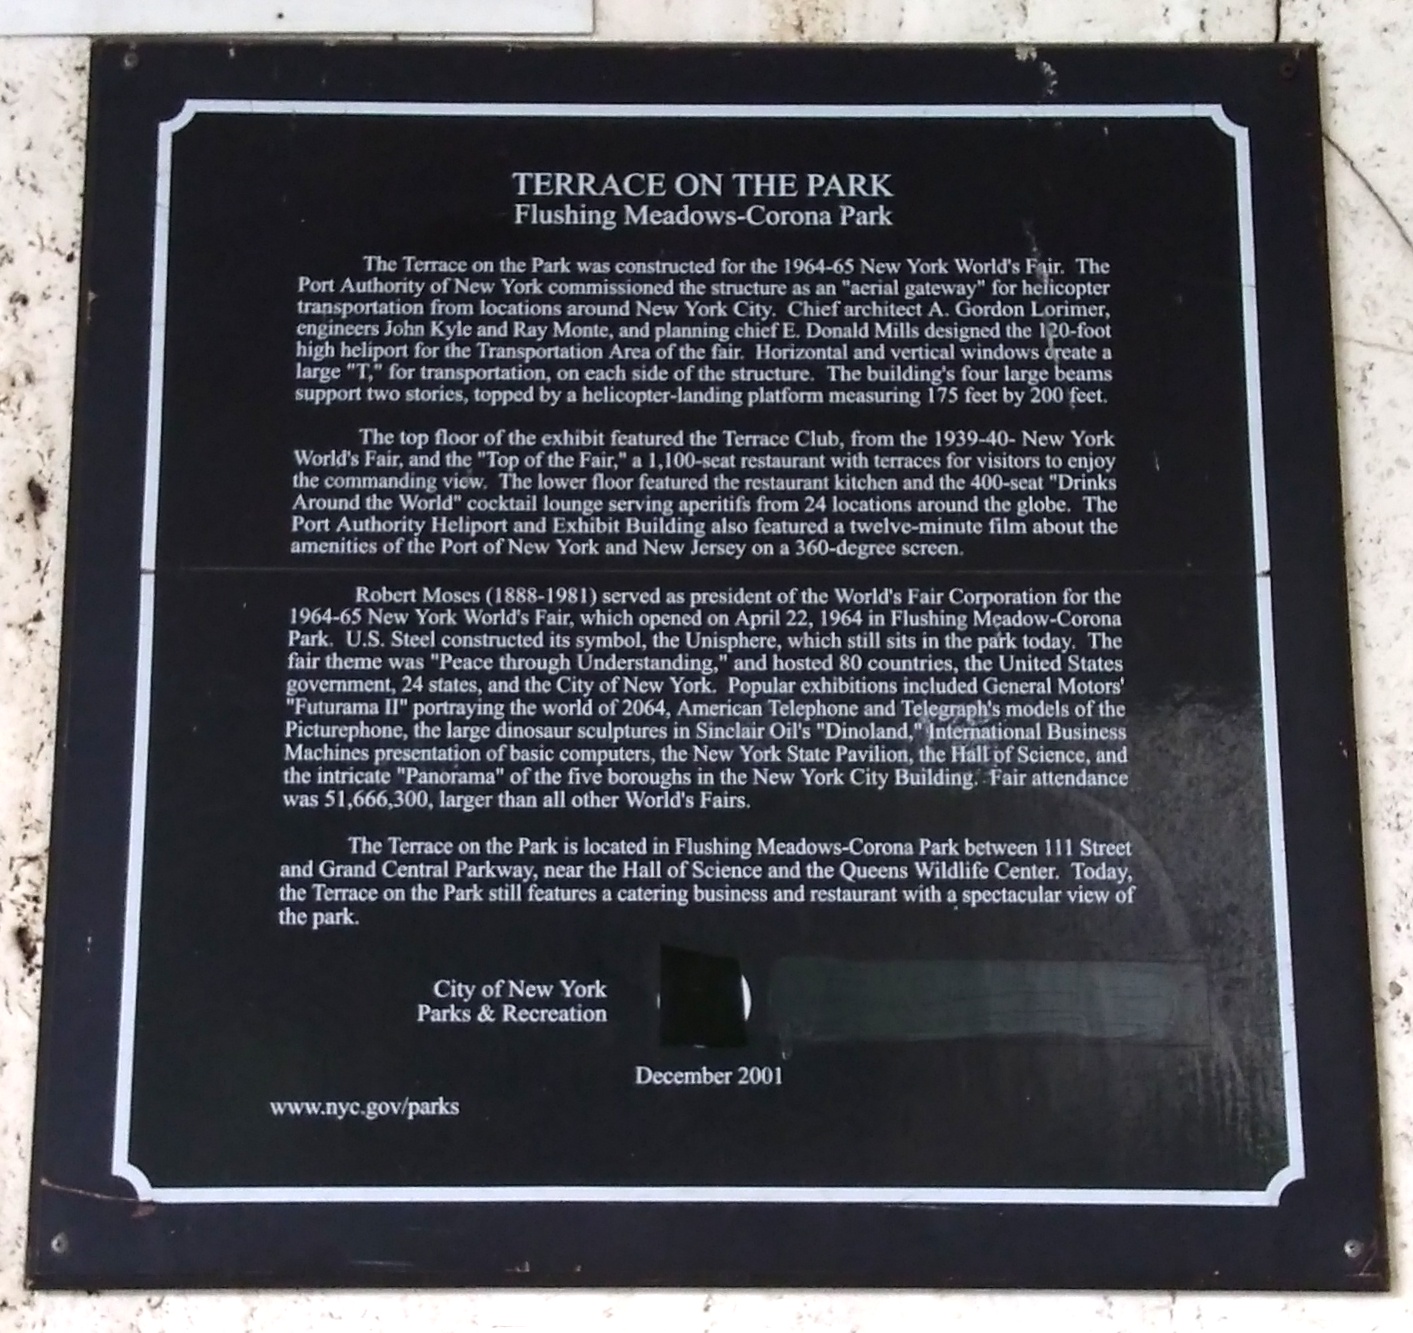 TERRACE ON THE PARK
Flushing Meadows-Corona Park
The Terrace on the Park was constructed for the 1964-65 New York World's Fair. The
Port Authority of New York commissioned the structure as an "aerial gateway" for helicopter
transportation from locations around New York City. Chief architect A. Gordon Lorimer,
engineers John Kyle and Ray Monte, and planning chief E. Donald Mills designed the 120-foot
high heliport for the Transportation Area of the fair. Horizontal and vertical windows create a
large "T," for transportation, on each side of the structure. The building's four large beams
support two stories, topped by a helicopter-landing platform measuring 175 feet by 200 feet.
The top floor of the exhibit featured the Terrace Club, from the 1939-40- New York
World's Fair, and the "Top of the Fair," a 1,100-seat restaurant with terraces for visitors to enjoy
the commanding view. The lower floor featured the restaurant kitchen and the 400-seat "Drinks
Around the World" cocktail lounge serving aperitifs from 24 locations around the globe. The
Port Authority Heliport and Exhibit Building also featured a twelve-minute film about the
amenities of the Port of New York and New Jersey on a 360-degree screen.
Robert Moses (1888-1981) served as president of the World's Fair Corporation for the
1964-65 New York World's Fair, which opened on April 22, 1964 in Flushing Meadow-Corona
Park. U.S. Steel constructed its symbol, the Unisphere, which still sits in the park today. The
fair theme was "Peace through Understanding," and hosted 80 countries, the United States
government, 24 states, and the City of New York. Popular exhibitions included General Motors'
"Futurama II" portraying the world of 2064, American Telephone and Telegraph's models of the
Picturephone, the large dinosaur sculptures in Sinclair Oil's "Dinoland," International Business
Machines presentation of basic computers, the New York State Pavilion, the Hall of Science, and
the intricate "Panorama" of the five boroughs in the New York City Building. Fair attendance
was 51,666,300, larger than all other World's Fairs.
The Terrace on the Park is located in Flushing Meadows-Corona Park between 111 Street
and Grand Central Parkway, near the Hall of Science and the Queens Wildlife Center. Today,
the Terrace on the Park still features a catering business and restaurant with a spectacular view of
the park.
City of New York
Parks & Recreation
December 2001
www.nyc.gov/parks